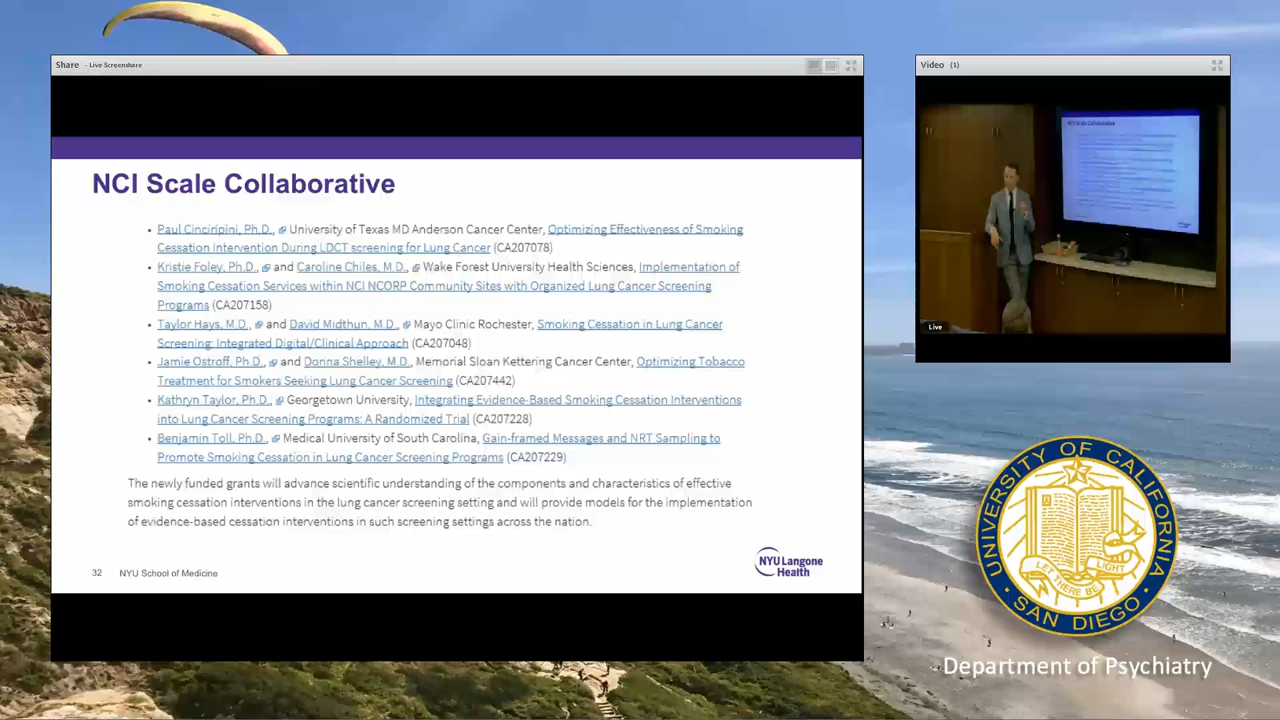 Share - Live Screenshare
NCI Scale Collaborative
• Paul Cinciripini, Ph.D., University of Texas MD Anderson Cancer Center, Optimizing Effectiveness of Smoking
Cessation Intervention During LDCT screening for Lung Cancer (CA207078)
• Kristie Foley, Ph.D., and Caroline Chiles, M.D., Wake Forest University Health Sciences, Implementation of
Smoking Cessation Services within NCI NCORP Community Sites with Organized Lung Cancer Screening
Programs (CA207158)
• Taylor Hays, M.D., and David Midthun, M.D., Mayo Clinic Rochester, Smoking Cessation in Lung Cancer
Screening: Integrated Digital/Clinical Approach (CA207048)
• Jamie Ostroff, Ph.D., and Donna Shelley, M.D., Memorial Sloan Kettering Cancer Center, Optimizing Tobacco
Treatment for Smokers Seeking Lung Cancer Screening (CA207442)
• Kathryn Taylor, Ph.D., Georgetown University, Integrating Evidence-Based Smoking Cessation Interventions
into Lung Cancer Screening Programs: A Randomized Trial (CA207228)
• Benjamin Toll, Ph.D., Medical University of South Carolina, Gain-framed Messages and NRT Sampling to
Promote Smoking Cessation in Lung Cancer Screening Programs (CA207229)
The newly funded grants will advance scientific understanding of the components and characteristics of effective
smoking cessation interventions in the lung cancer screening setting and will provide models for the implementation
of evidence-based cessation interventions in such screening settings across the nation.
32 NYU School of Medicine
NYU Langone
Health
Video (1)
NCI Scale Collaborative
Live
UNIVERSITY OF CALIFORNIA
LET THERE BE LIGHT
SAN DIEGO
Department of Psychiatry